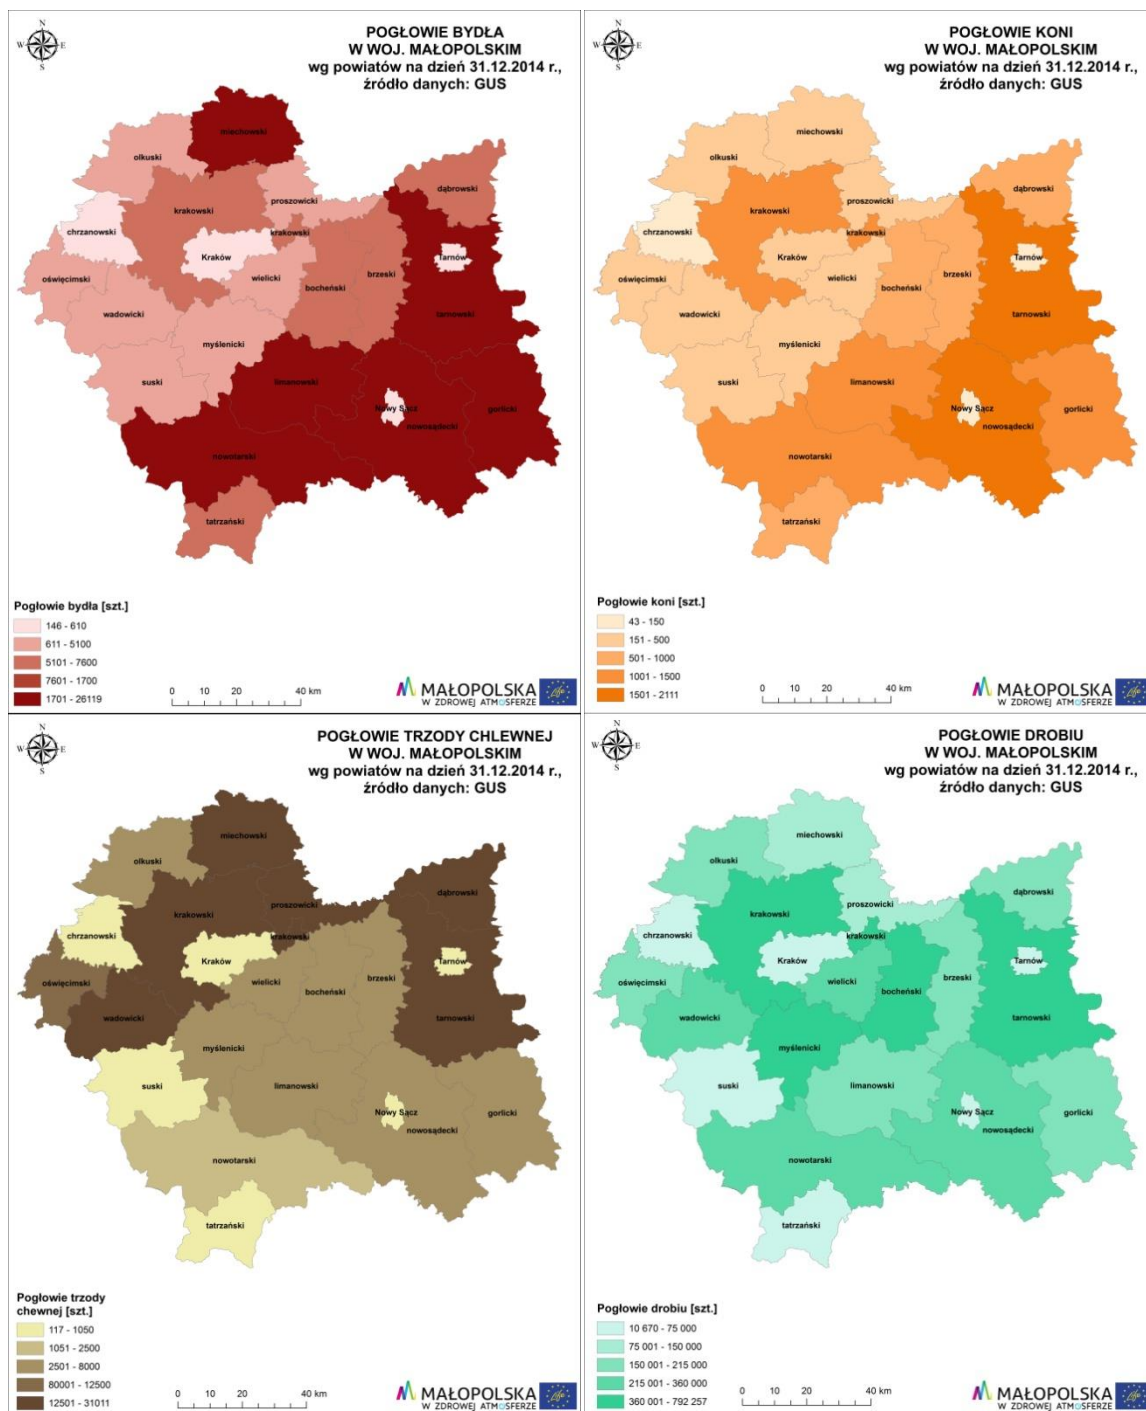 POGŁOWIE BYDŁA
W WOJ. MAŁOPOLSKIM
wg powiatów na dzień 31.12.2014 r.,
źródło danych: GUS
N
W E
S
miechowski
olkuski
dąbrowski
proszowicki
krakowski
chrzanowski
krakowski
Kraków
Tarnów
oświęcimski
wielicki
brzeski
bocheński
wadowicki
tarnowski
myślenicki
suski
limanowski
Nowy Sącz
gorlicki
nowosądecki
nowotarski
tatrzański
Pogłowie bydła [szt.]
146 - 610
611 - 5100
5101 - 7600
7601 - 1700
1701 - 26119
0 10 20 40 km
MAŁOPOLSKA
W ZDROWEJ ATMOSFERZE
Life
POGŁOWIE KONI
W WOJ. MAŁOPOLSKIM
wg powiatów na dzień 31.12.2014 r.,
źródło danych: GUS
N
W E
S
miechowski
olkuski
dąbrowski
proszowicki
krakowski
chrzanowski
krakowski
Kraków
Tarnów
oświęcimski
wielicki
brzeski
bocheński
wadowicki
tarnowski
myślenicki
suski
limanowski
Nowy Sącz
gorlicki
nowosądecki
nowotarski
tatrzański
Pogłowie koni [szt.]
43 - 150
151 - 500
501 - 1000
1001 - 1500
1501 - 2111
0 10 20 40 km
MAŁOPOLSKA
W ZDROWEJ ATMOSFERZE
Life
POGŁOWIE TRZODY CHLEWNEJ
W WOJ. MAŁOPOLSKIM
wg powiatów na dzień 31.12.2014 r.,
źródło danych: GUS
N
W E
S
miechowski
olkuski
dąbrowski
proszowicki
krakowski
chrzanowski
krakowski
Kraków
Tarnów
oświęcimski
wielicki
brzeski
bocheński
wadowicki
tarnowski
myślenicki
suski
limanowski
Nowy Sącz
gorlicki
nowosądecki
nowotarski
tatrzański
Pogłowie trzody
chewnej [szt.]
117 - 1050
1051 - 2500
2501 - 8000
80001 - 12500
12501 - 31011
0 10 20 40 km
MAŁOPOLSKA
W ZDROWEJ ATMOSFERZE
Life
POGŁOWIE DROBIU
W WOJ. MAŁOPOLSKIM
wg powiatów na dzień 31.12.2014 r.,
źródło danych: GUS
N
W E
S
miechowski
olkuski
dąbrowski
proszowicki
krakowski
chrzanowski
krakowski
Kraków
Tarnów
oświęcimski
wielicki
brzeski
bocheński
wadowicki
tarnowski
myślenicki
suski
limanowski
Nowy Sącz
gorlicki
nowosądecki
nowotarski
tatrzański
Pogłowie drobiu [szt.]
10 670 - 75 000
75 001 - 150 000
150 001 - 215 000
215 001 - 360 000
360 001 - 792 257
0 10 20 40 km
MAŁOPOLSKA
W ZDROWEJ ATMOSFERZE
Life